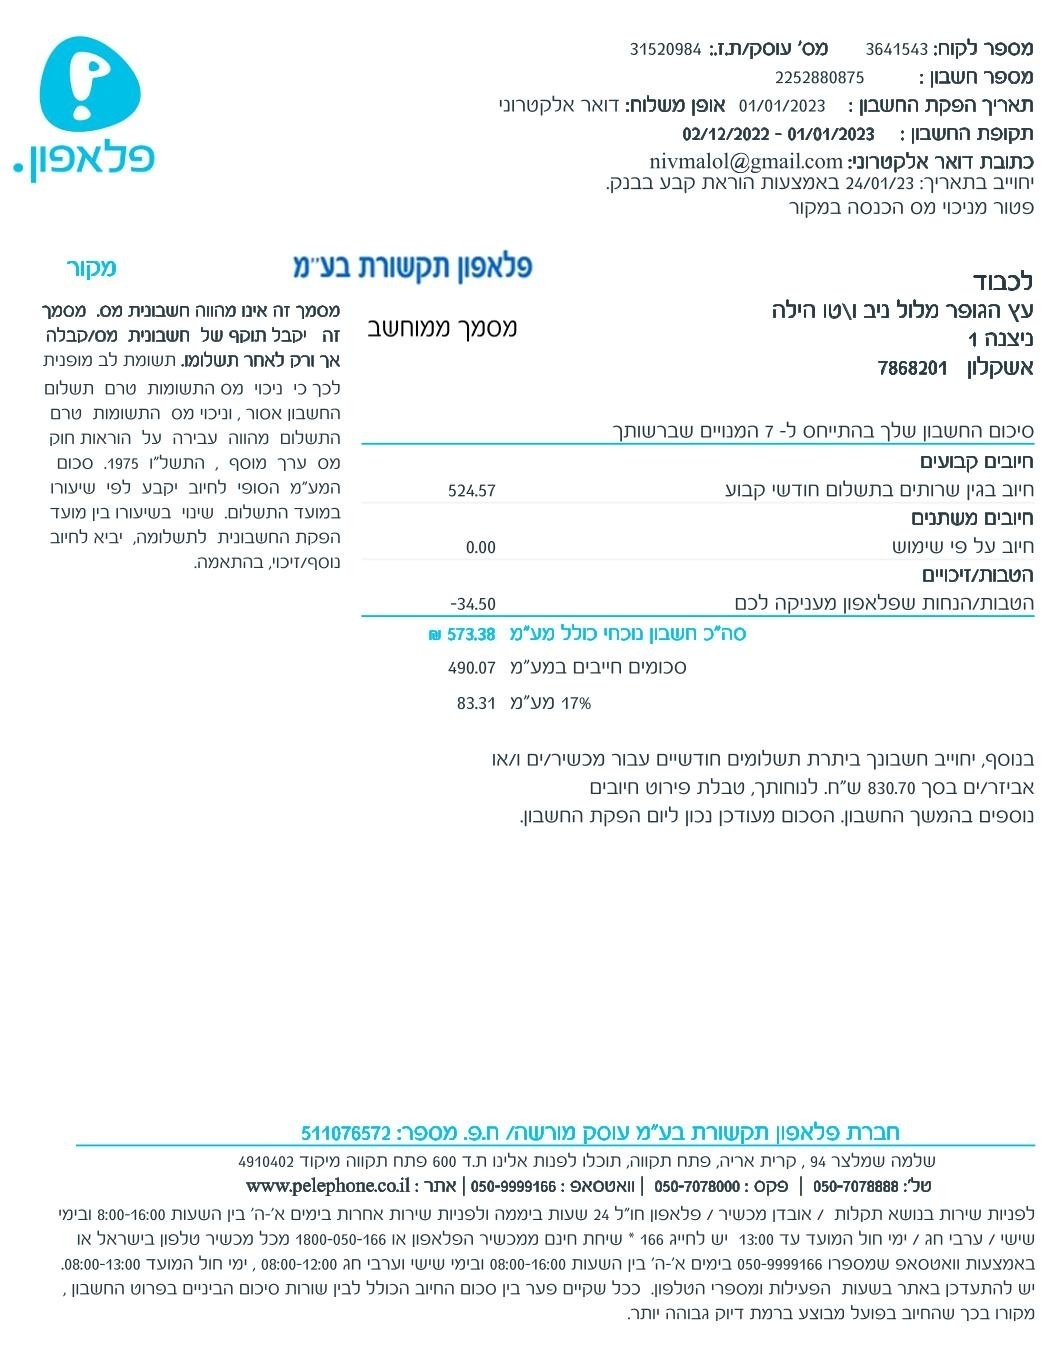 פלאפון.
מספר לקוח: 3641543 מס' עוסק/ת.ז.: 31520984
מספר חשבון : 2252880875
תאריך הפקת החשבון : 01/01/2023 אופן משלוח: דואר אלקטרוני
תקופת החשבון : 02/12/2022 - 01/01/2023
כתובת דואר אלקטרוני: nivmalol@gmail.com
יחוייב בתאריך: 24/01/23 באמצעות הוראת קבע בבנק.
פטור מניכוי מס הכנסה במקור
פלאפון תקשורת בע"מ
מקור
לכבוד
עץ הגופר מלול ניב ו\טו הילה
ניצנה 1
אשקלון 7868201
מסמך ממוחשב
מסמך זה אינו מהווה חשבונית מס. מסמך
זה יקבל תוקף של חשבונית מס/קבלה
אך ורק לאחר תשלומו. תשומת לב מופנית
לכך כי ניכוי מס התשומות טרם תשלום
החשבון אסור , וניכוי מס התשומות טרם
התשלום מהווה עבירה על הוראות חוק
מס ערך מוסף , התשל"ו 1975. סכום
המע"מ הסופי לחיוב יקבע לפי שיעורו
במועד התשלום. שינוי בשיעורו בין מועד
הפקת החשבונית לתשלומה, יביא לחיוב
נוסף/זיכוי, בהתאמה.
סיכום החשבון שלך בהתייחס ל- 7 המנויים שברשותך
חיובים קבועים
חיוב בגין שרותים בתשלום חודשי קבוע 524.57
חיובים משתנים
חיוב על פי שימוש 0.00
הטבות/זיכויים
הטבות/הנחות שפלאפון מעניקה לכם -34.50
סה"כ חשבון נוכחי כולל מע"מ 573.38 ₪
סכומים חייבים במע"מ 490.07
17% מע"מ 83.31
בנוסף, יחוייב חשבונך ביתרת תשלומים חודשיים עבור מכשיר/ים ו/או
אביזר/ים בסך 830.70 ש"ח. לנוחותך, טבלת פירוט חיובים
נוספים בהמשך החשבון. הסכום מעודכן נכון ליום הפקת החשבון.
חברת פלאפון תקשורת בע"מ עוסק מורשה/ ח.פ. מספר: 511076572
שלמה שמלצר 94 , קרית אריה, פתח תקווה, תוכלו לפנות אלינו ת.ד 600 פתח תקווה מיקוד 4910402
טל': 050-7078888 | פקס : 050-7078000 | וואטסאפ : 050-9999166 | אתר : www.pelephone.co.il
לפניות שירות בנושא תקלות / אובדן מכשיר / פלאפון חו"ל 24 שעות ביממה ולפניות שירות אחרות בימים א'-ה' בין השעות 8:00-16:00 ובימי
שישי / ערבי חג / ימי חול המועד עד 13:00 יש לחייג 166 * שיחת חינם ממכשיר הפלאפון או 1800-050-166 מכל מכשיר טלפון בישראל או
באמצעות וואטסאפ שמספרו 050-9999166 בימים א'-ה' בין השעות 08:00-16:00 ובימי שישי וערבי חג 08:00-12:00 , ימי חול המועד 08:00-13:00.
יש להתעדכן באתר בשעות הפעילות ומספרי הטלפון. ככל שקיים פער בין סכום החיוב הכולל לבין שורות סיכום הביניים בפרוט החשבון ,
מקורו בכך שהחיוב בפועל מבוצע ברמת דיוק גבוהה יותר.